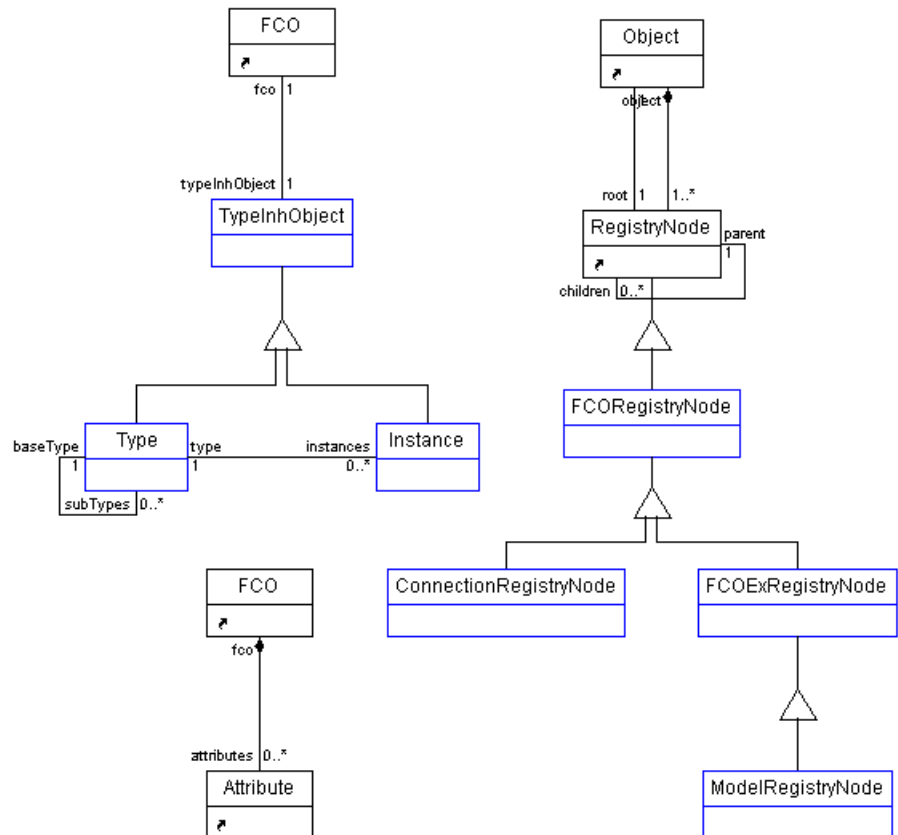 FCO
fco 1
typeInhObject 1
TypeInhObject
baseType
1
Type
type
1
instances
0..*
Instance
subTypes 0..*
FCO
fco
attributes 0..*
Attribute
Object
object
root 1
1..*
RegistryNode
parent
1
children 0..*
FCORegistryNode
ConnectionRegistryNode
FCOExRegistryNode
ModelRegistryNode